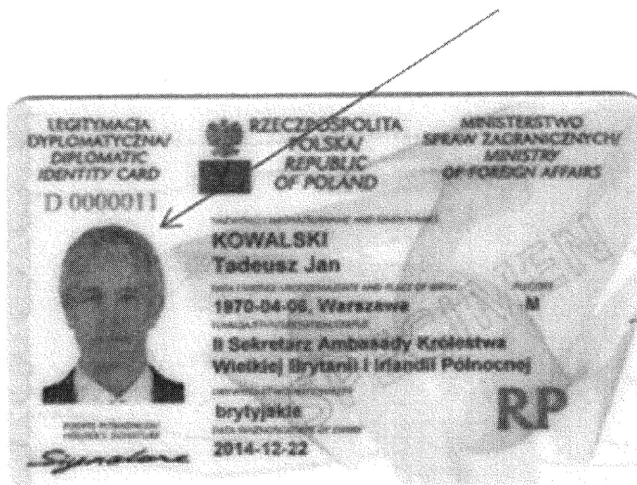 LEGITYMACJA
DYPLOMATYCZNA/
DIPLOMATIC
IDENTITY CARD
D 0000011
RZECZPOSPOLITA
POLSKA/
REPUBLIC
OF POLAND
MINISTERSTWO
SPRAW ZAGRANICZNYCH/
MINISTRY
OF FOREIGN AFFAIRS
KOWALSKI
Tadeusz Jan
1970-04-06, Warszawa
M
II Sekretarz Ambasady Królestwa
Wielkiej Brytanii i Irlandii Północnej
brytyjskie
2014-12-22
RP